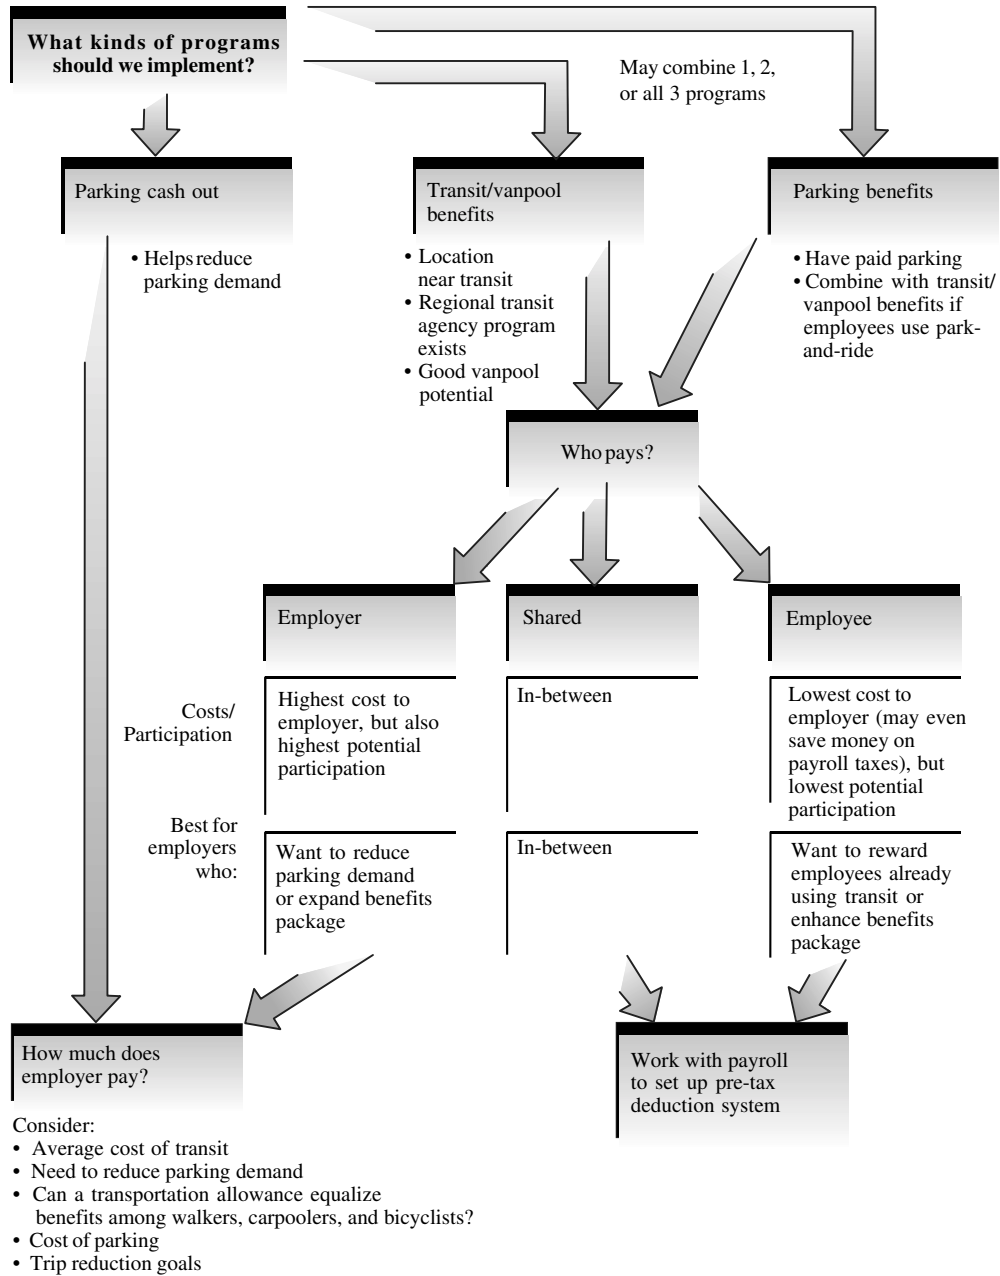 What kinds of programs
should we implement?
May combine 1, 2,
or all 3 programs
Parking cash out
• Helps reduce
parking demand
Transit/vanpool
benefits
• Location
near transit
• Regional transit
agency program
exists
• Good vanpool
potential
Parking benefits
• Have paid parking
• Combine with transit/
vanpool benefits if
employees use park-
and-ride
Who pays?
Employer
Shared
Employee
Costs/
Participation
Highest cost to
employer, but also
highest potential
participation
In-between
Lowest cost to
employer (may even
save money on
payroll taxes), but
lowest potential
participation
Best for
employers
who:
Want to reduce
parking demand
or expand benefits
package
In-between
Want to reward
employees already
using transit or
enhance benefits
package
How much does
employer pay?
Consider:
• Average cost of transit
• Need to reduce parking demand
• Can a transportation allowance equalize
benefits among walkers, carpoolers, and bicyclists?
• Cost of parking
• Trip reduction goals
Work with payroll
to set up pre-tax
deduction system